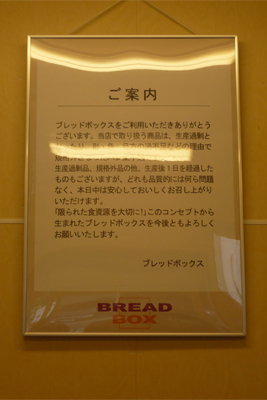 ご案内
ブレッドボックスをご利用いただきありがとう
ございます。当店で取り扱う商品は、生産過剰と
の理由で
規格外
生産過剰品、規格外品の他、生産後1日を経過した
ものもございますが、どれも品質的には何ら問題
なく、本日中は安心しておいしくお召し上がり
いただけます。
「限られた食資源を大切に!」このコンセプトから
生まれたブレッドボックスを今後ともよろしく
お願いいたします。
ブレッドボックス
BREAD
BOX